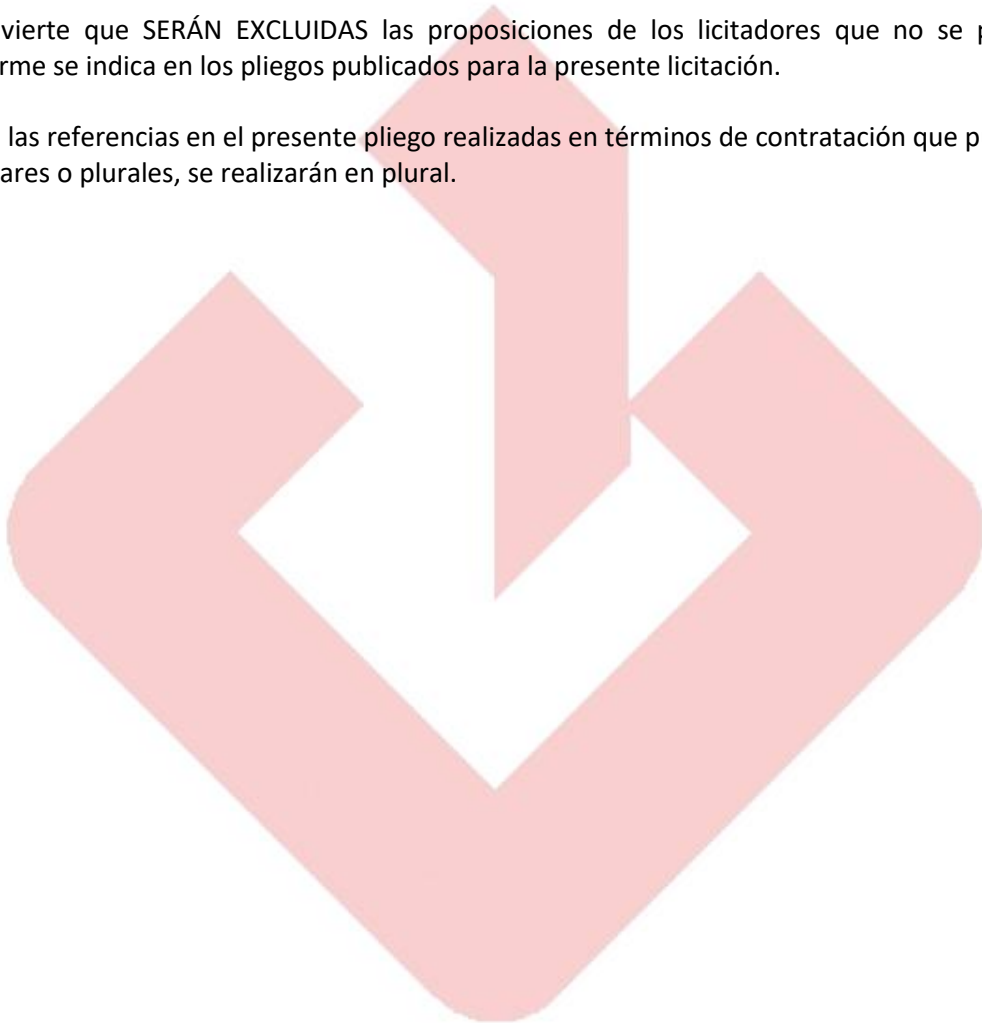 vierte que SERÁN EXCLUIDAS las proposiciones de los licitadores que no se p
rme se indica en los pliegos publicados para la presente licitación.
las referencias en el presente pliego realizadas en términos de contratación que p
ares o plurales, se realizarán en plural.